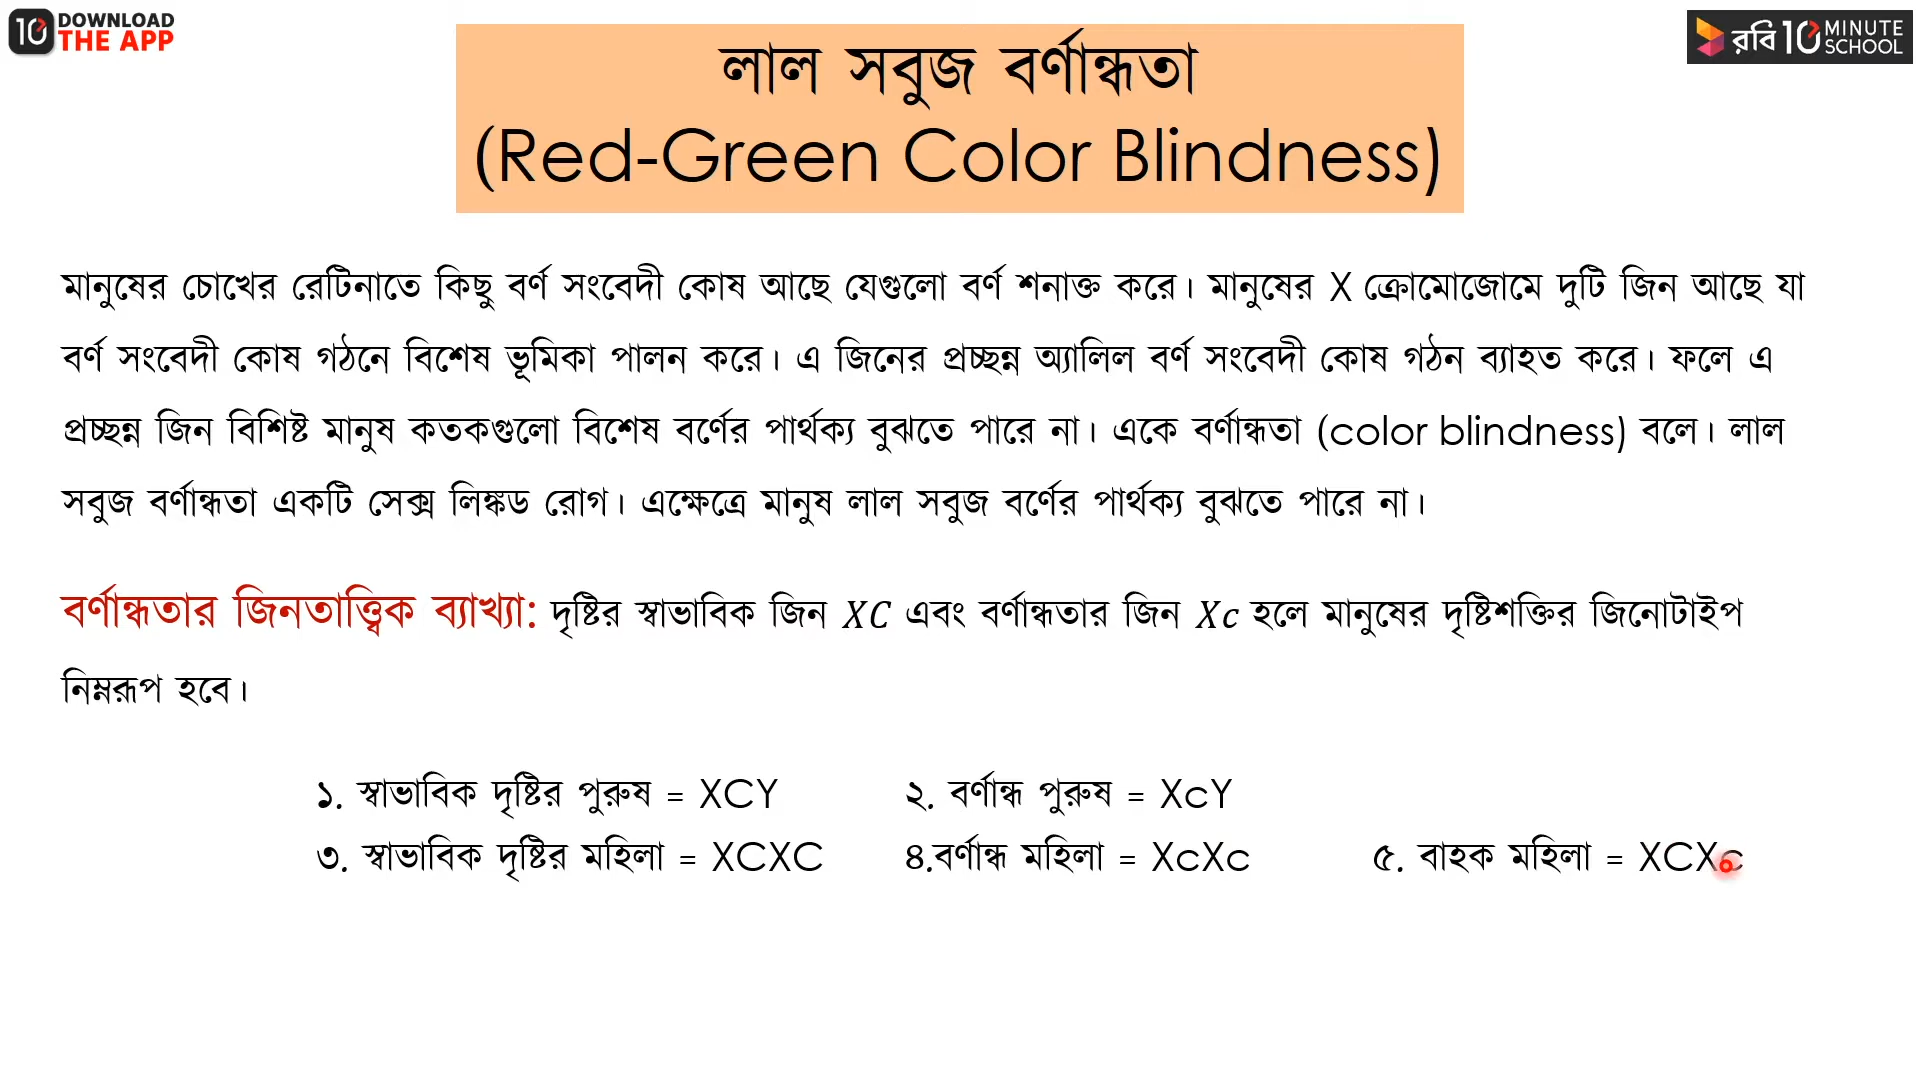 10 DOWNLOAD THE APP
রবি 10 MINUTE SCHOOL
লাল সবুজ বর্ণান্ধতা
(Red-Green Color Blindness)
মানুষের চোখের রেটিনাতে কিছু বর্ণ সংবেদী কোষ আছে যেগুলো বর্ণ শনাক্ত করে। মানুষের X ক্রোমোজোমে দুটি জিন আছে যা
বর্ণ সংবেদী কোষ গঠনে বিশেষ ভূমিকা পালন করে। এ জিনের প্রচ্ছন্ন অ্যালিল বর্ণ সংবেদী কোষ গঠন ব্যাহত করে। ফলে এ
প্রচ্ছন্ন জিন বিশিষ্ট মানুষ কতকগুলো বিশেষ বর্ণের পার্থক্য বুঝতে পারে না। একে বর্ণান্ধতা (color blindness) বলে। লাল
সবুজ বর্ণান্ধতা একটি সেক্স লিঙ্কড রোগ। এক্ষেত্রে মানুষ লাল সবুজ বর্ণের পার্থক্য বুঝতে পারে না।
বর্ণান্ধতার জিনতাত্ত্বিক ব্যাখ্যা: দৃষ্টির স্বাভাবিক জিন XC এবং বর্ণান্ধতার জিন Xc হলে মানুষের দৃষ্টিশক্তির জিনোটাইপ
নিম্নরূপ হবে।
১. স্বাভাবিক দৃষ্টির পুরুষ = XCY ২. বর্ণান্ধ পুরুষ = XcY
৩. স্বাভাবিক দৃষ্টির মহিলা = XCXC ৪.বর্ণান্ধ মহিলা = XcXc ৫. বাহক মহিলা = XCXc